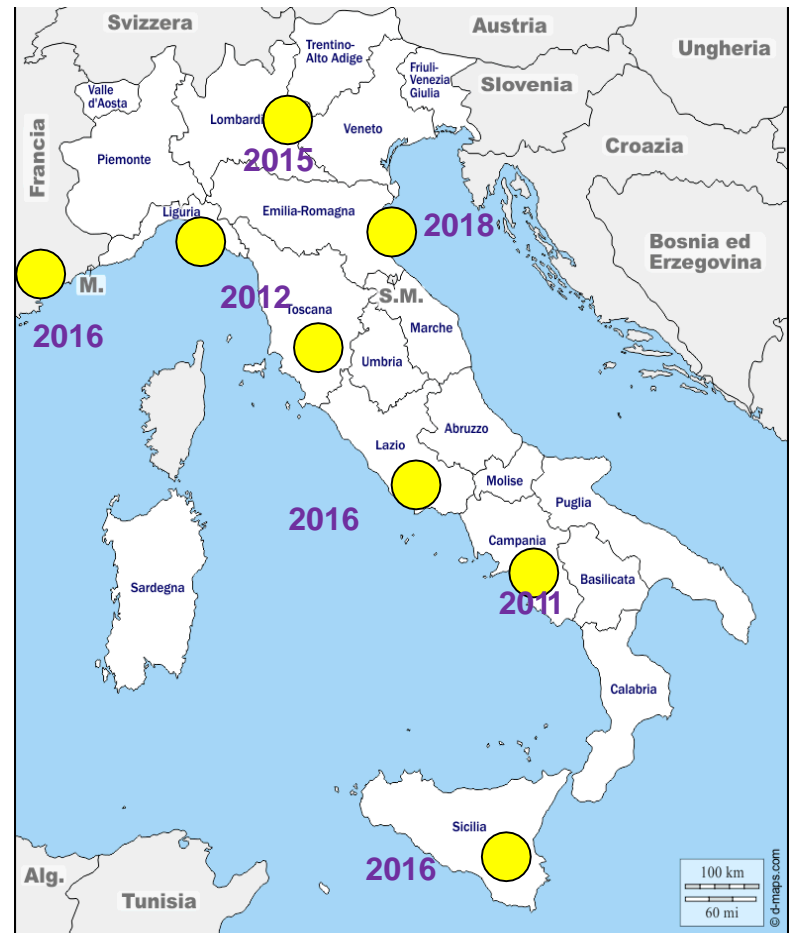 Svizzera
Austria
Ungheria
Trentino-
Alto Adige
Friuli-
Venezia
Giulia
Slovenia
Valle
d'Aosta
Lombardi
Veneto
Francia
Piemonte
2015
Croazia
Liguria
Emilia-Romagna
2018
Bosnia ed
Erzegovina
M.
2012
Toscana
S.M.
Marche
2016
Umbria
Lazio
Abruzzo
Molise
Puglia
2016
Campania
Basilicata
2011
Sardegna
Calabria
Sicilia
2016
Alg.
Tunisia
100 km
60 mi
© d-maps.com